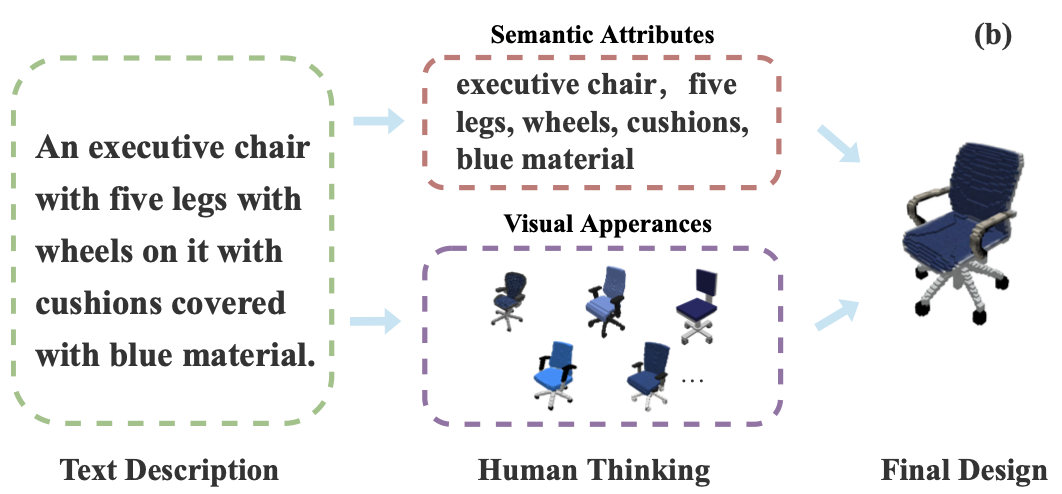 Semantic Attributes
(b)
executive chair， five
legs, wheels, cushions,
blue material
An executive chair
with five legs with
wheels on it with
cushions covered
with blue material.
Visual Apperances
...
Text Description
Human Thinking
Final Design